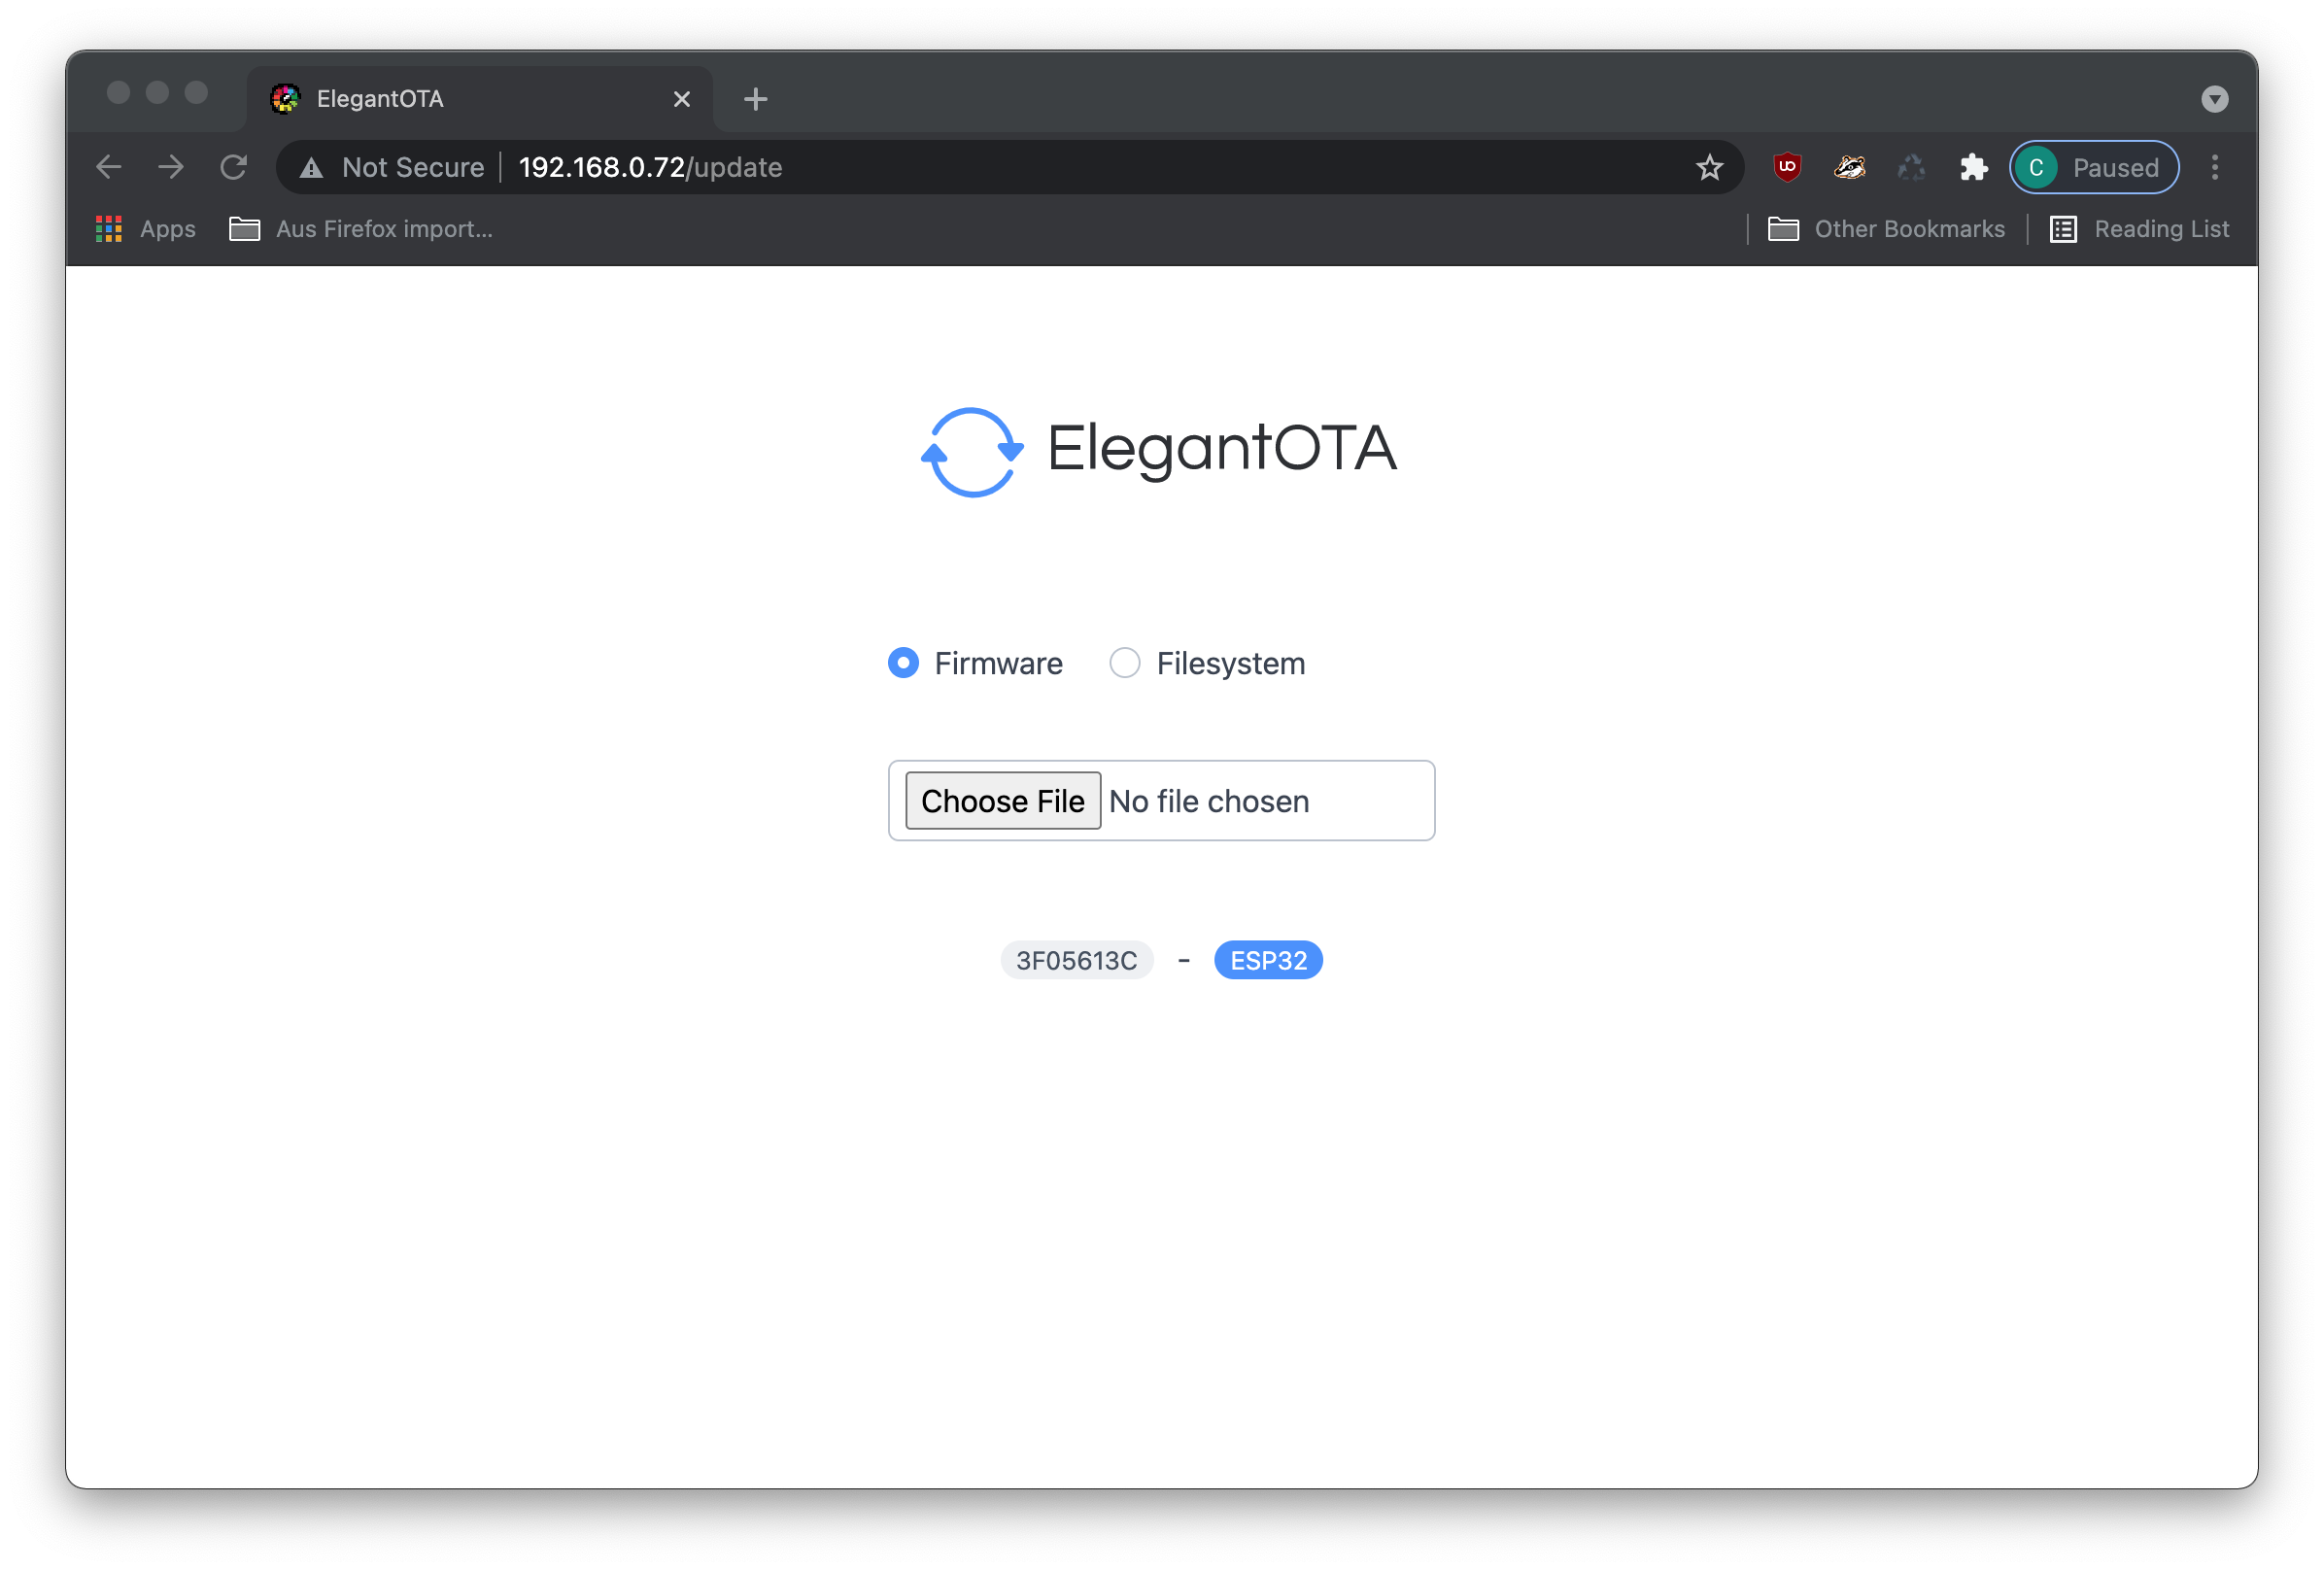 ElegantOTA
Not Secure 192.168.0.72/update
C Paused
Apps Aus Firefox import... Other Bookmarks Reading List
ElegantOTA
Firmware Filesystem
Choose File No file chosen
3F05613C - ESP32